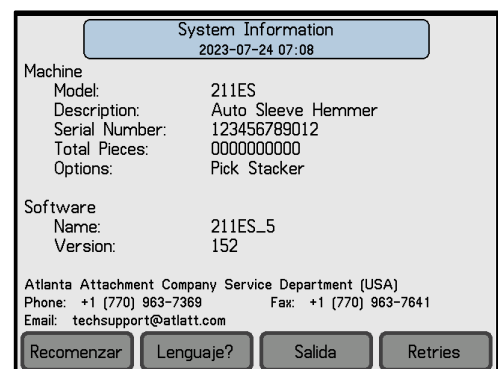 System Information
2023-07-24 07:08
Machine
Model: 211ES
Description: Auto Sleeve Hemmer
Serial Number: 123456789012
Total Pieces: 0000000000
Options: Pick Stacker
Software
Name: 211ES_5
Version: 152
Atlanta Attachment Company Service Department (USA)
Phone: +1 (770) 963-7369 Fax: +1 (770) 963-7641
Email: techsupport@atlatt.com
Recomenzar Lenguaje? Salida Retries